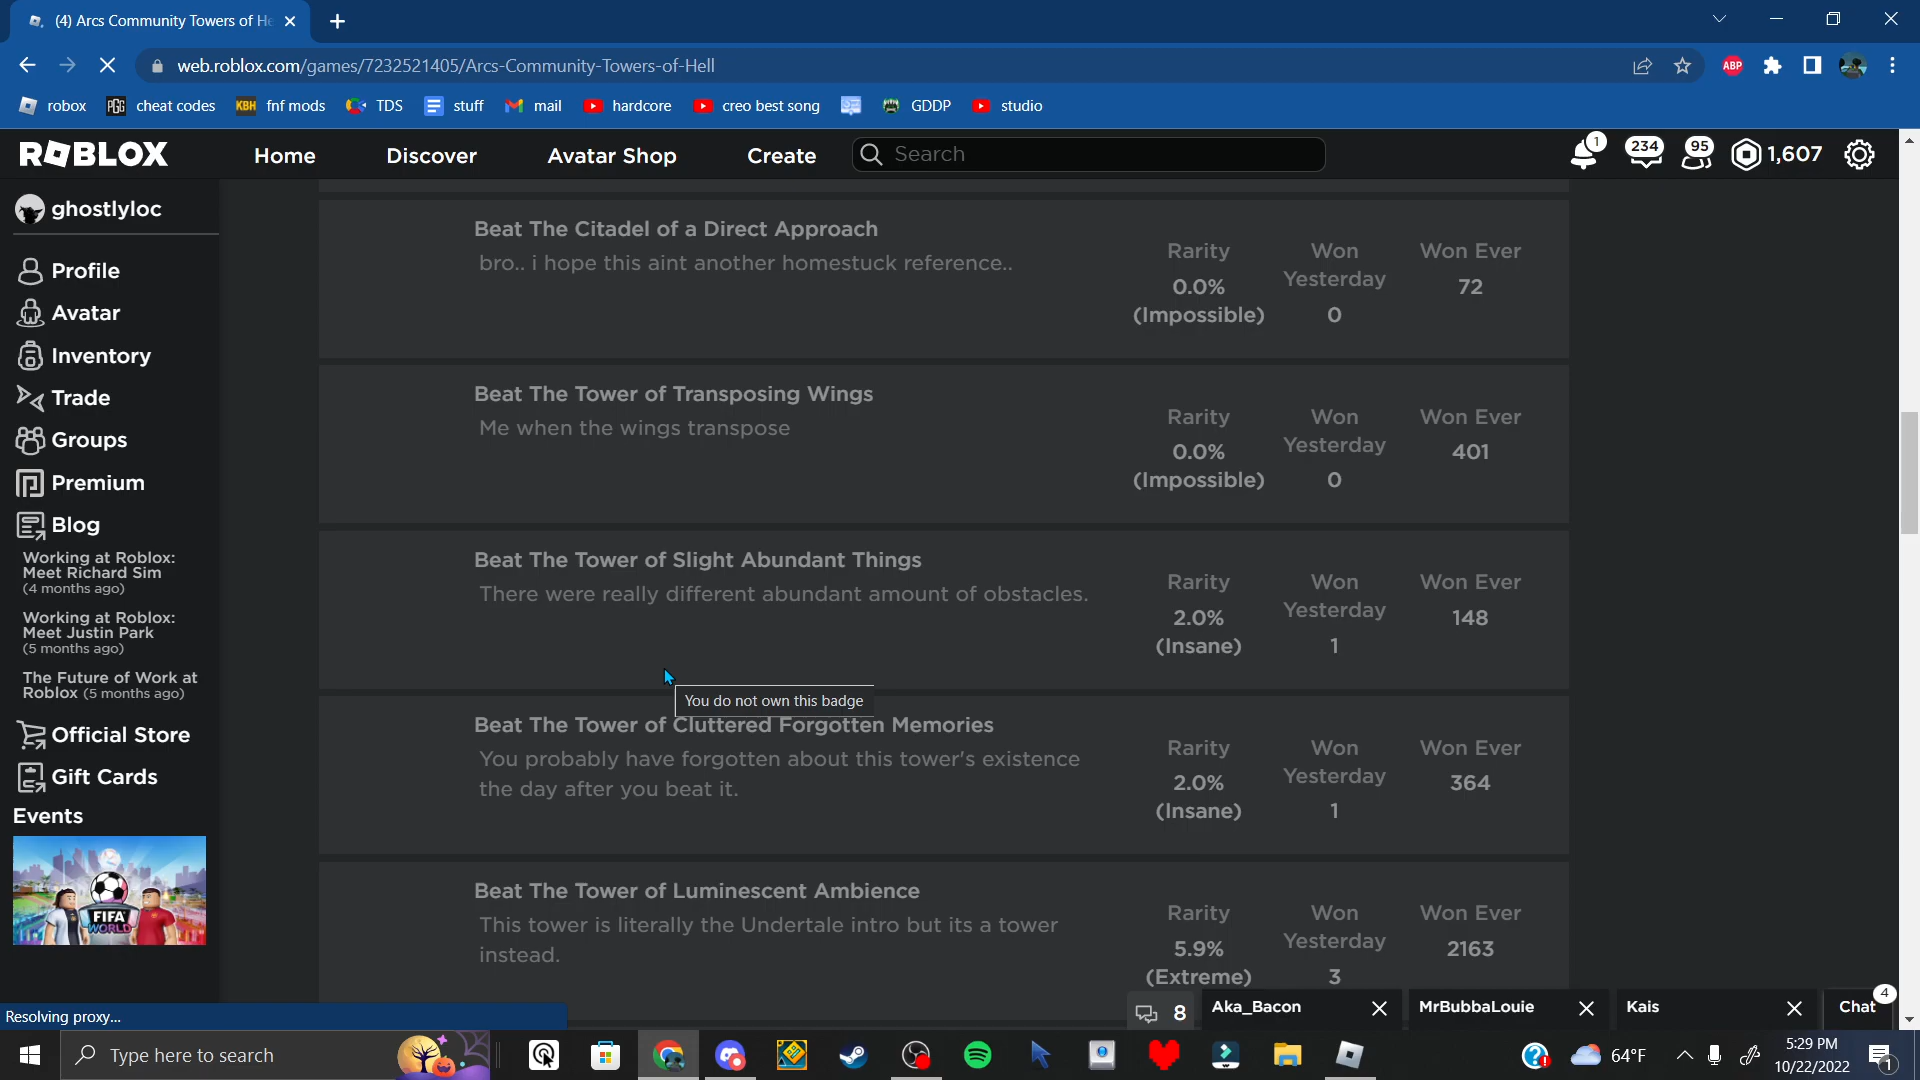 (4) Arcs Community Towers of He
web.roblox.com/games/7232521405/Arcs-Community-Towers-of-Hell
ABP
robox
PGG
cheat codes
KBH
fnf mods
TDS
stuff
mail
hardcore
creo best song
GDDP
studio
ROBLOX
Home
Discover
Avatar Shop
Create
Search
1
234
95
1,607
ghostlyloc
Profile
Avatar
Inventory
Trade
Groups
Premium
Blog
Working at Roblox:
Meet Richard Sim
(4 months ago)
Working at Roblox:
Meet Justin Park
(5 months ago)
The Future of Work at
Roblox (5 months ago)
Official Store
Gift Cards
Events
FIFA
WORLD
Beat The Citadel of a Direct Approach
bro.. i hope this aint another homestuck reference..
Rarity
0.0%
(Impossible)
Won
Yesterday
0
Won Ever
72
Beat The Tower of Transposing Wings
Me when the wings transpose
Rarity
0.0%
(Impossible)
Won
Yesterday
0
Won Ever
401
Beat The Tower of Slight Abundant Things
There were really different abundant amount of obstacles.
Rarity
2.0%
(Insane)
Won
Yesterday
1
Won Ever
148
You do not own this badge
Beat The Tower of Cluttered Forgotten Memories
You probably have forgotten about this tower's existence
the day after you beat it.
Rarity
2.0%
(Insane)
Won
Yesterday
1
Won Ever
364
Beat The Tower of Luminescent Ambience
This tower is literally the Undertale intro but its a tower
instead.
Rarity
5.9%
(Extreme)
Won
Yesterday
3
Won Ever
2163
Resolving proxy...
8
Aka_Bacon
MrBubbaLouie
Kais
Chat
4
Type here to search
64°F
5:29 PM
10/22/2022
1